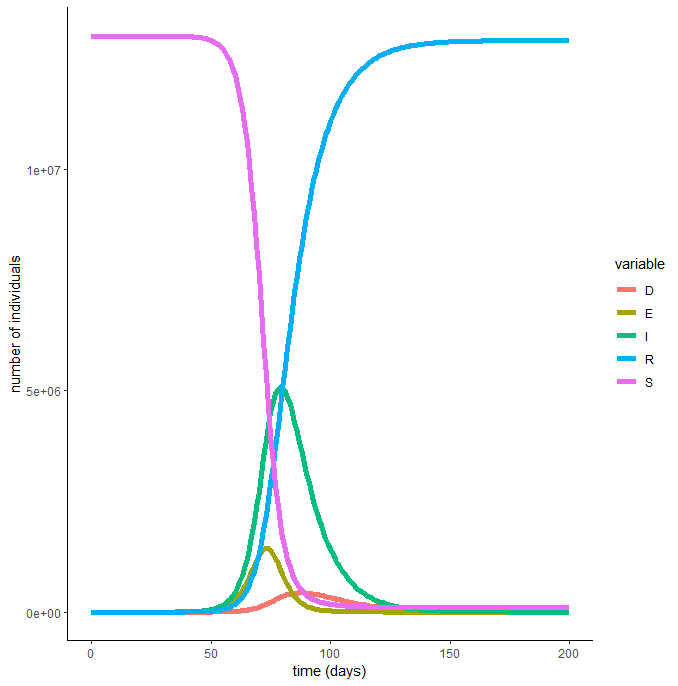 number of individuals
1e+07
5e+06
0e+00
0
50
100
150
200
time (days)
variable
D
E
I
R
S